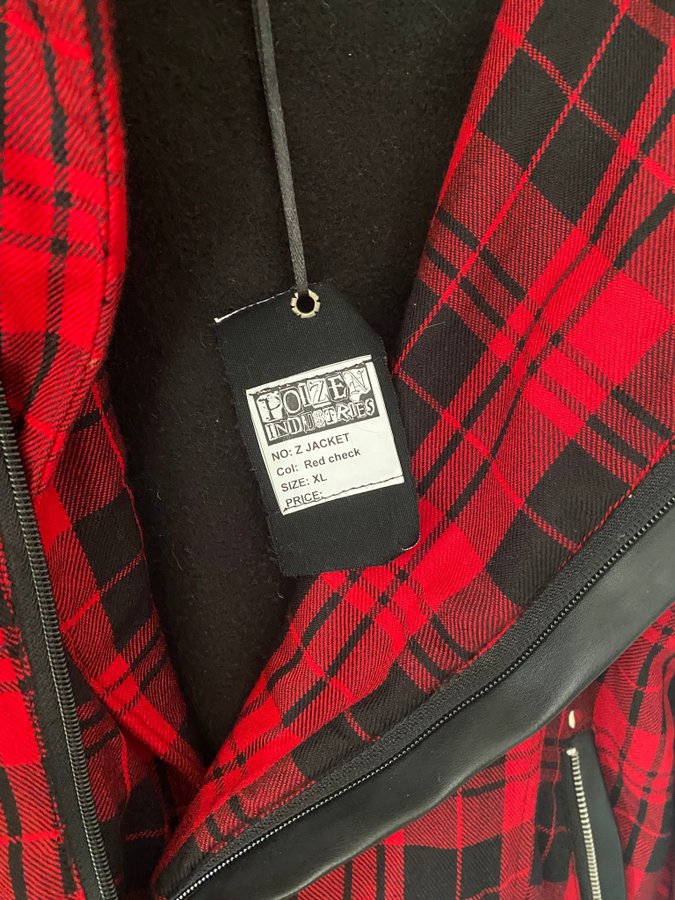 POIZEN
INDUSTRIES
NO: Z JACKET
Col: Red check
SIZE: XL
PRICE: